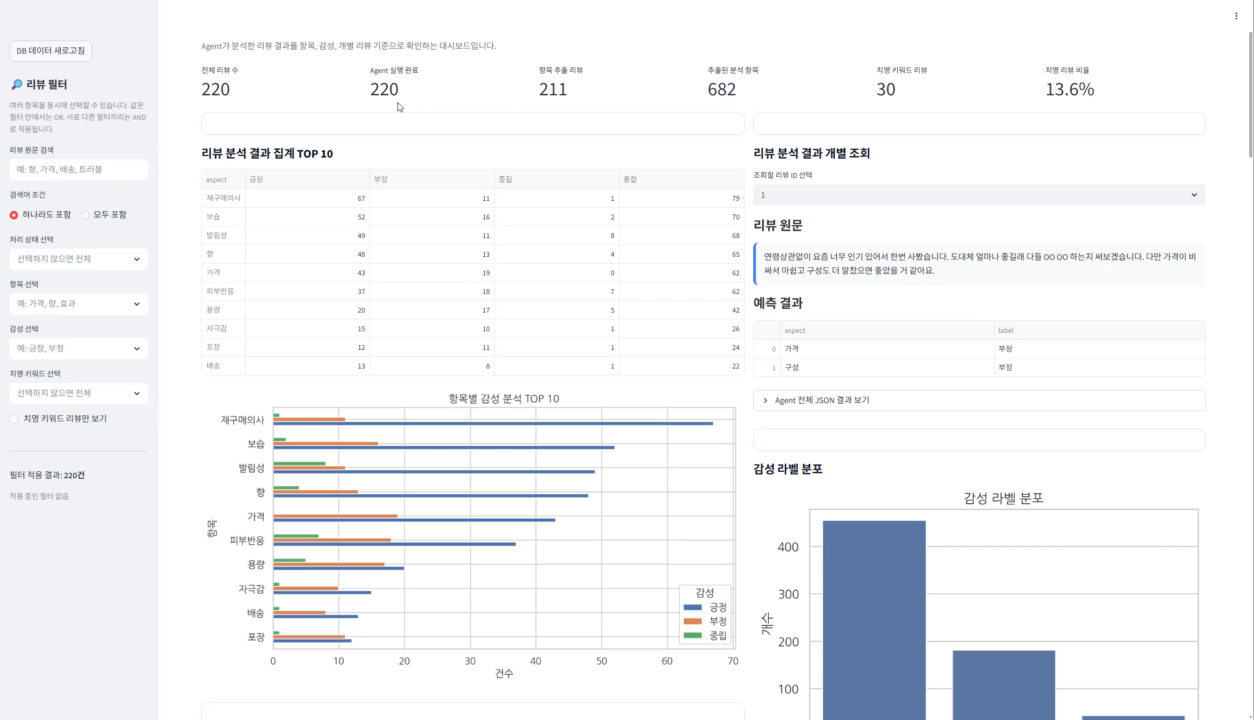 DB 데이터 새로고침
🔎 리뷰 필터
여러 항목을 동시에 선택할 수 있습니다. 같은
필터 안에서는 OR, 서로 다른 필터끼리는 AND
로 적용됩니다.
리뷰 원문 검색
예: 향, 가격, 배송, 트러블
검색어 조건
하나라도 포함 모두 포함
처리 상태 선택
선택하지 않으면 전체
항목 선택
예: 가격, 향, 효과
감성 선택
예: 긍정, 부정
치명 키워드 선택
선택하지 않으면 전체
치명 키워드 리뷰만 보기
필터 적용 결과: 220건
적용 중인 필터 없음
Agent가 분석한 리뷰 결과를 항목, 감성, 개별 리뷰 기준으로 확인하는 대시보드입니다.
전체 리뷰 수
220
Agent 실행 완료
220
항목 추출 리뷰
211
추출된 분석 항목
682
치명 키워드 리뷰
30
치명 리뷰 비율
13.6%
리뷰 분석 결과 집계 TOP 10
aspect 긍정 부정 중립 총합
재구매의사 67 11 1 79
보습 52 16 2 70
발림성 49 11 8 68
향 48 13 4 65
가격 43 19 0 62
피부반응 37 18 7 62
용량 20 17 5 42
자극감 15 10 1 26
포장 12 11 1 24
배송 13 8 1 22
항목별 감성 분석 TOP 10
재구매의사
보습
발림성
향
가격
피부반응
용량
자극감
배송
포장
항목
0 10 20 30 40 50 60 70
건수
감성
긍정
부정
중립
리뷰 분석 결과 개별 조회
조회할 리뷰 ID 선택
1
리뷰 원문
연령상관없이 요즘 너무 인기 있어서 한번 사봤습니다. 도대체 얼마나 좋길래 다들 OO OO 하는지 써보겠습니다. 다만 가격이 비
싸서 아쉽고 구성도 더 알찼으면 좋았을 거 같아요.
예측 결과
aspect label
0 가격 부정
1 구성 부정
Agent 전체 JSON 결과 보기
감성 라벨 분포
감성 라벨 분포
400
300
200
100
개수